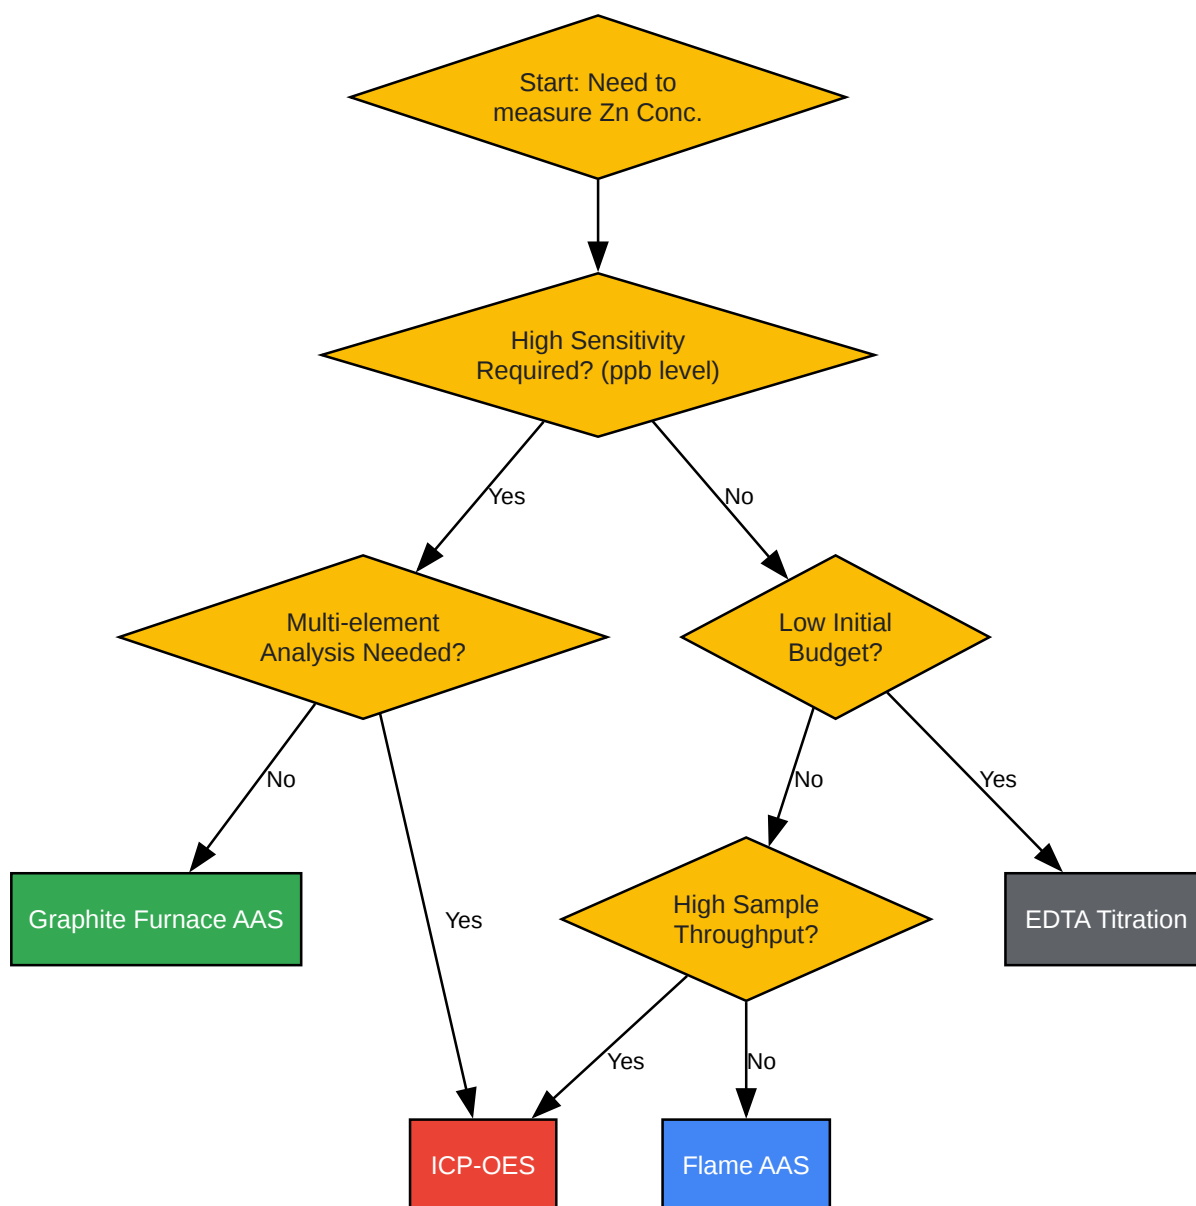 Start: Need to
measure Zn Conc.
High Sensitivity
Required? (ppb level)
Yes
No
Multi-element
Analysis Needed?
Low Initial
Budget?
No
Yes
No
Yes
Graphite Furnace AAS
High Sample
Throughput?
EDTA Titration
Yes
No
ICP-OES
Flame AAS